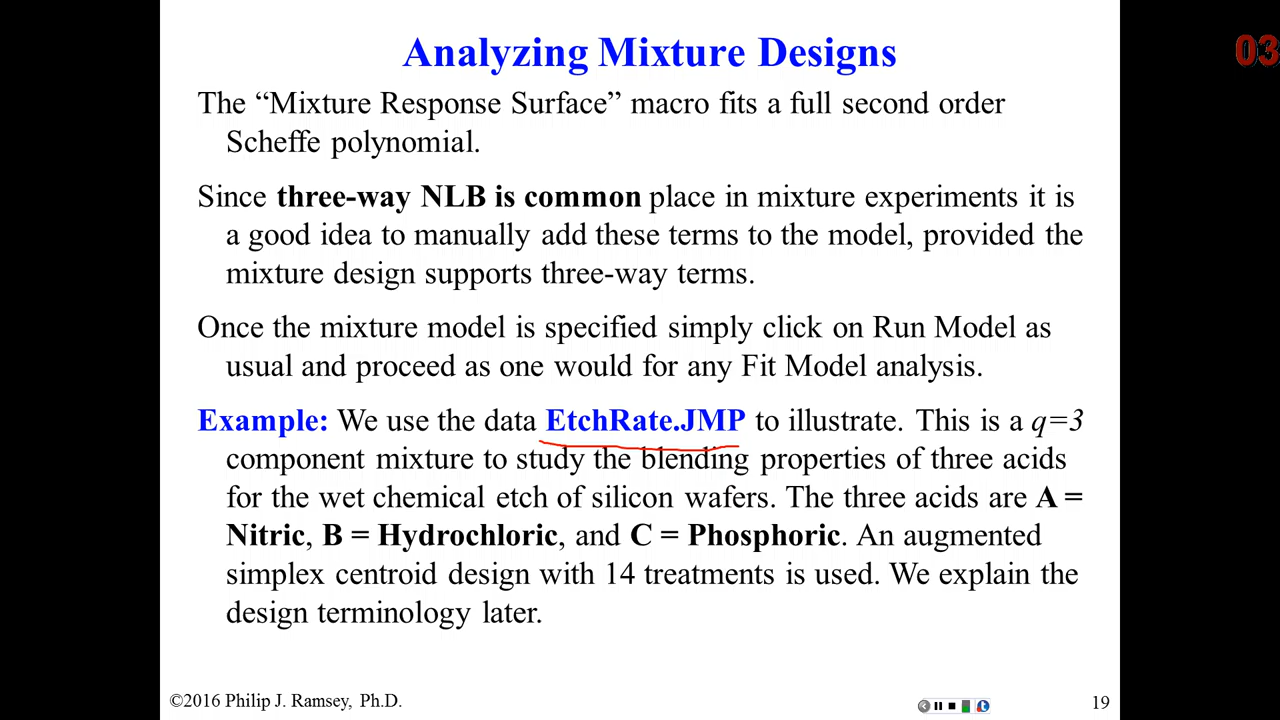 Analyzing Mixture Designs
03
The “Mixture Response Surface” macro fits a full second order
Scheffe polynomial.
Since three-way NLB is common place in mixture experiments it is
a good idea to manually add these terms to the model, provided the
mixture design supports three-way terms.
Once the mixture model is specified simply click on Run Model as
usual and proceed as one would for any Fit Model analysis.
Example: We use the data EtchRate.JMP to illustrate. This is a q=3
component mixture to study the blending properties of three acids
for the wet chemical etch of silicon wafers. The three acids are A =
Nitric, B = Hydrochloric, and C = Phosphoric. An augmented
simplex centroid design with 14 treatments is used. We explain the
design terminology later.
©2016 Philip J. Ramsey, Ph.D.
19